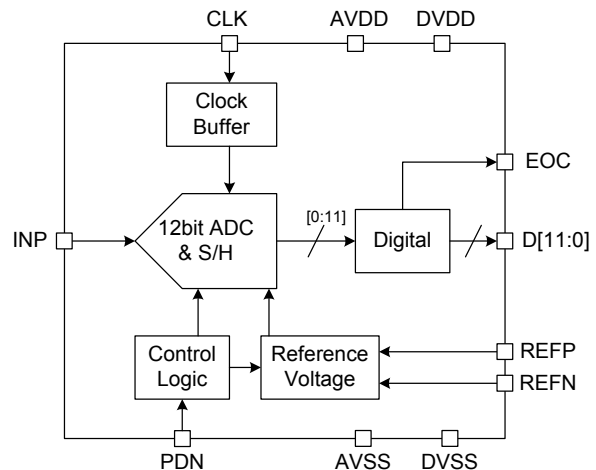 CLK
AVDD
DVDD
Clock
Buffer
EOC
INP
12bit ADC
& S/H
[0:11]
Digital
D[11:0]
Control
Logic
Reference
Voltage
REFP
REFN
PDN
AVSS
DVSS